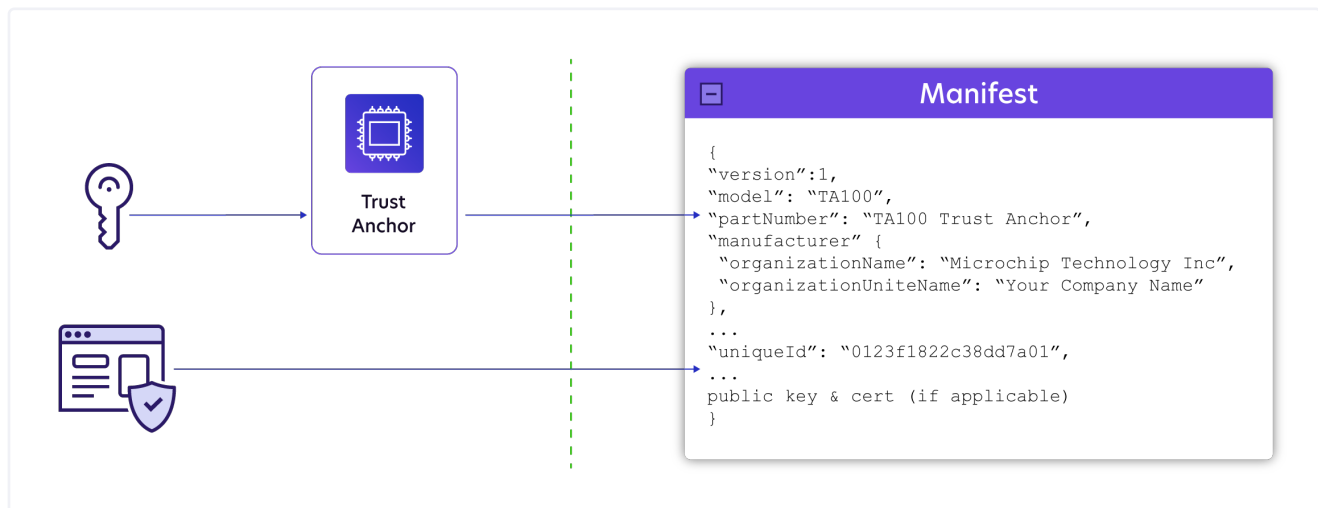 Trust
Anchor
Manifest
{
“version”:1,
“model”: “TA100”,
“partNumber”: “TA100 Trust Anchor”,
“manufacturer” {
“organizationName”: “Microchip Technology Inc”,
“organizationUniteName”: “Your Company Name”
},
...
“uniqueId”: “0123f1822c38dd7a01”,
...
public key & cert (if applicable)
}